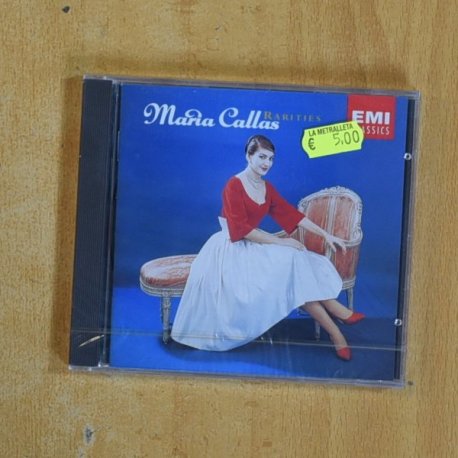 Maria Callas
RARITIES
EMI
CLASSICS
LA METRALLETA
€ 5,00